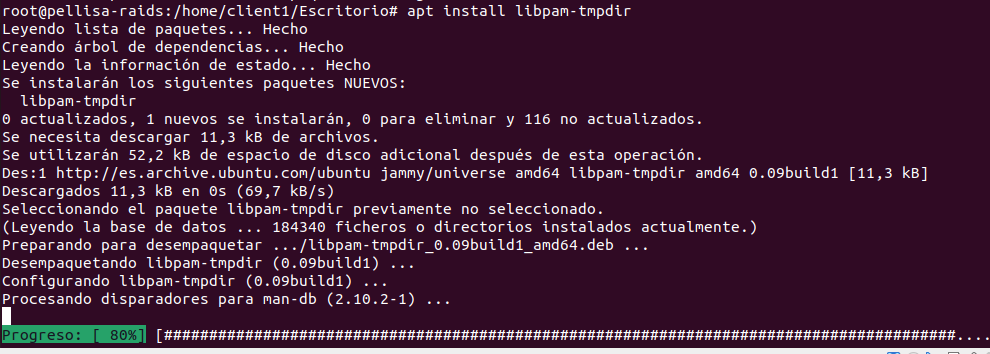 root@pellisa-raids:/home/client1/Escritorio# apt install libpam-tmpdir
Leyendo lista de paquetes... Hecho
Creando árbol de dependencias... Hecho
Leyendo la información de estado... Hecho
Se instalarán los siguientes paquetes NUEVOS:
  libpam-tmpdir
0 actualizados, 1 nuevos se instalarán, 0 para eliminar y 116 no actualizados.
Se necesita descargar 11,3 kB de archivos.
Se utilizarán 52,2 kB de espacio de disco adicional después de esta operación.
Des:1 http://es.archive.ubuntu.com/ubuntu jammy/universe amd64 libpam-tmpdir amd64 0.09build1 [11,3 kB]
Descargados 11,3 kB en 0s (69,7 kB/s)
Seleccionando el paquete libpam-tmpdir previamente no seleccionado.
(Leyendo la base de datos ... 184340 ficheros o directorios instalados actualmente.)
Preparando para desempaquetar .../libpam-tmpdir_0.09build1_amd64.deb ...
Desempaquetando libpam-tmpdir (0.09build1) ...
Configurando libpam-tmpdir (0.09build1) ...
Procesando disparadores para man-db (2.10.2-1) ...
Progreso: [ 80%] [########################################################################################....